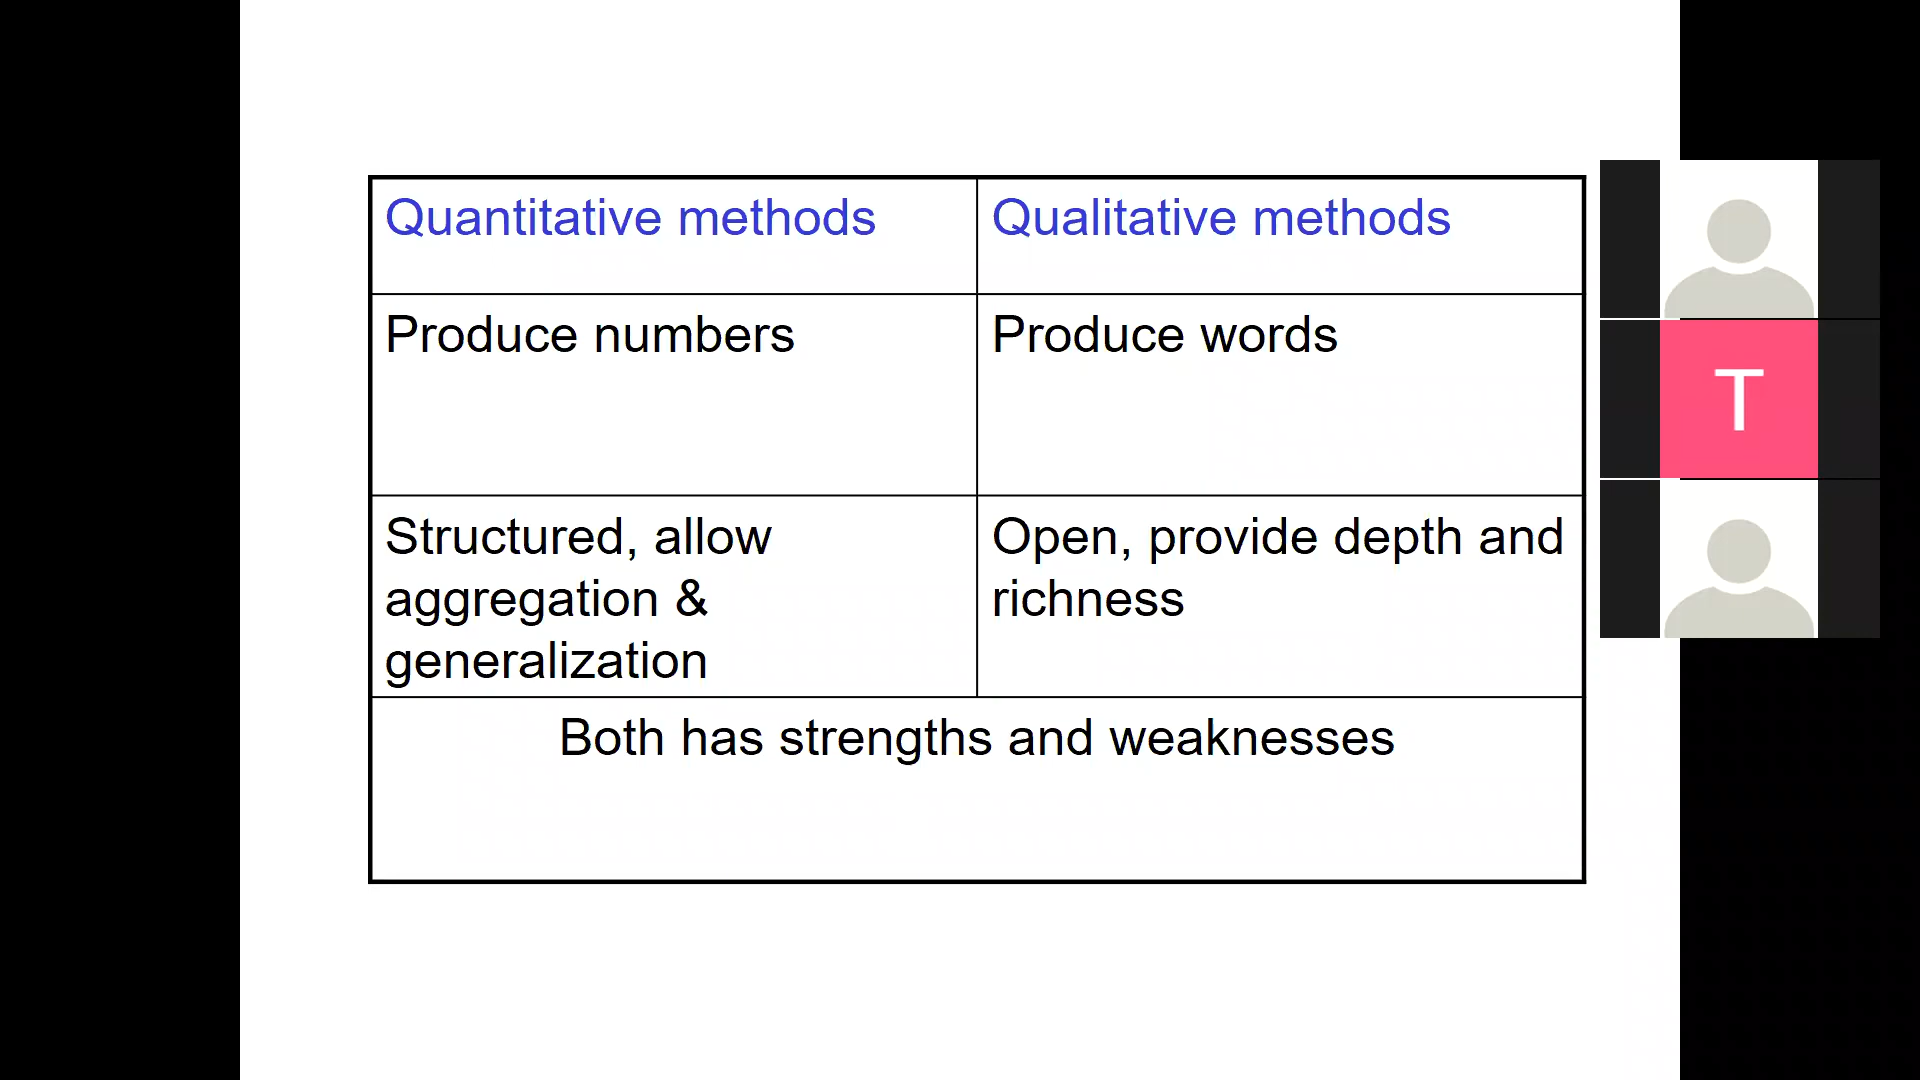 Quantitative methods
Qualitative methods
Produce numbers
Produce words
Structured, allow
aggregation &
generalization
Open, provide depth and
richness
Both has strengths and weaknesses
T